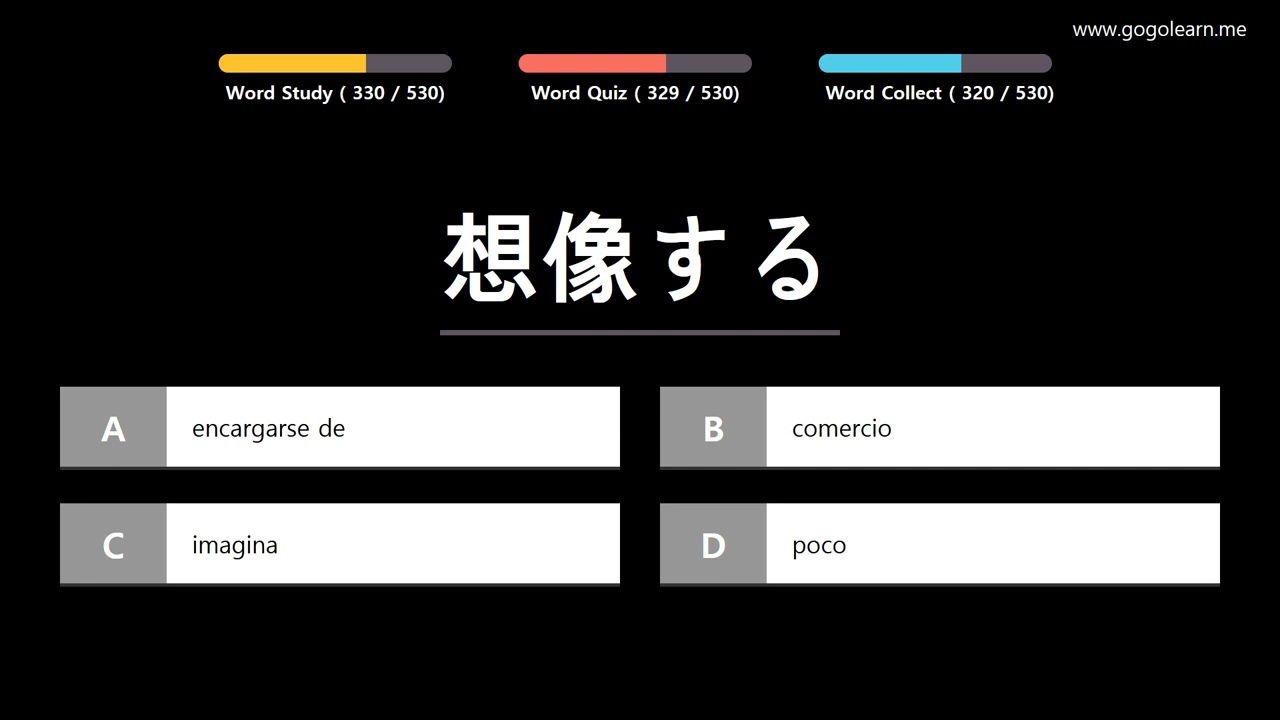 www.gogolearn.me
Word Study ( 330 / 530)
Word Quiz ( 329 / 530)
Word Collect ( 320 / 530)
想像する
A encargarse de
B comercio
C imagina
D poco